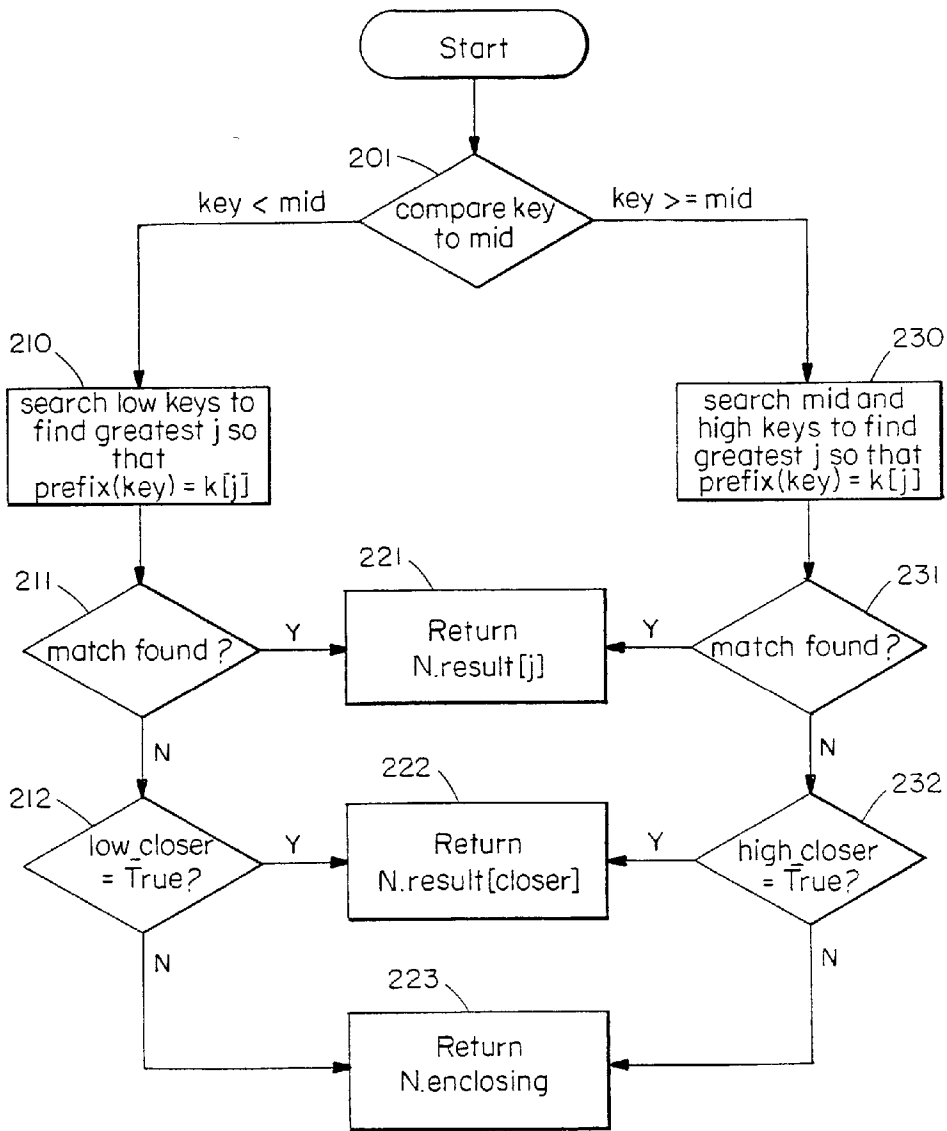 Start
201
key < mid
compare key
to mid
key >= mid
210
search low keys to
find greatest j so
that
prefix(key) = k[j]
230
search mid and
high keys to find
greatest j so that
prefix(key) = k[j]
211
match found?
Y
N
221
Return
N.result[j]
231
match found?
Y
N
212
low_closer
= True?
Y
N
222
Return
N.result[closer]
232
high_closer
= True?
Y
N
223
Return
N.enclosing